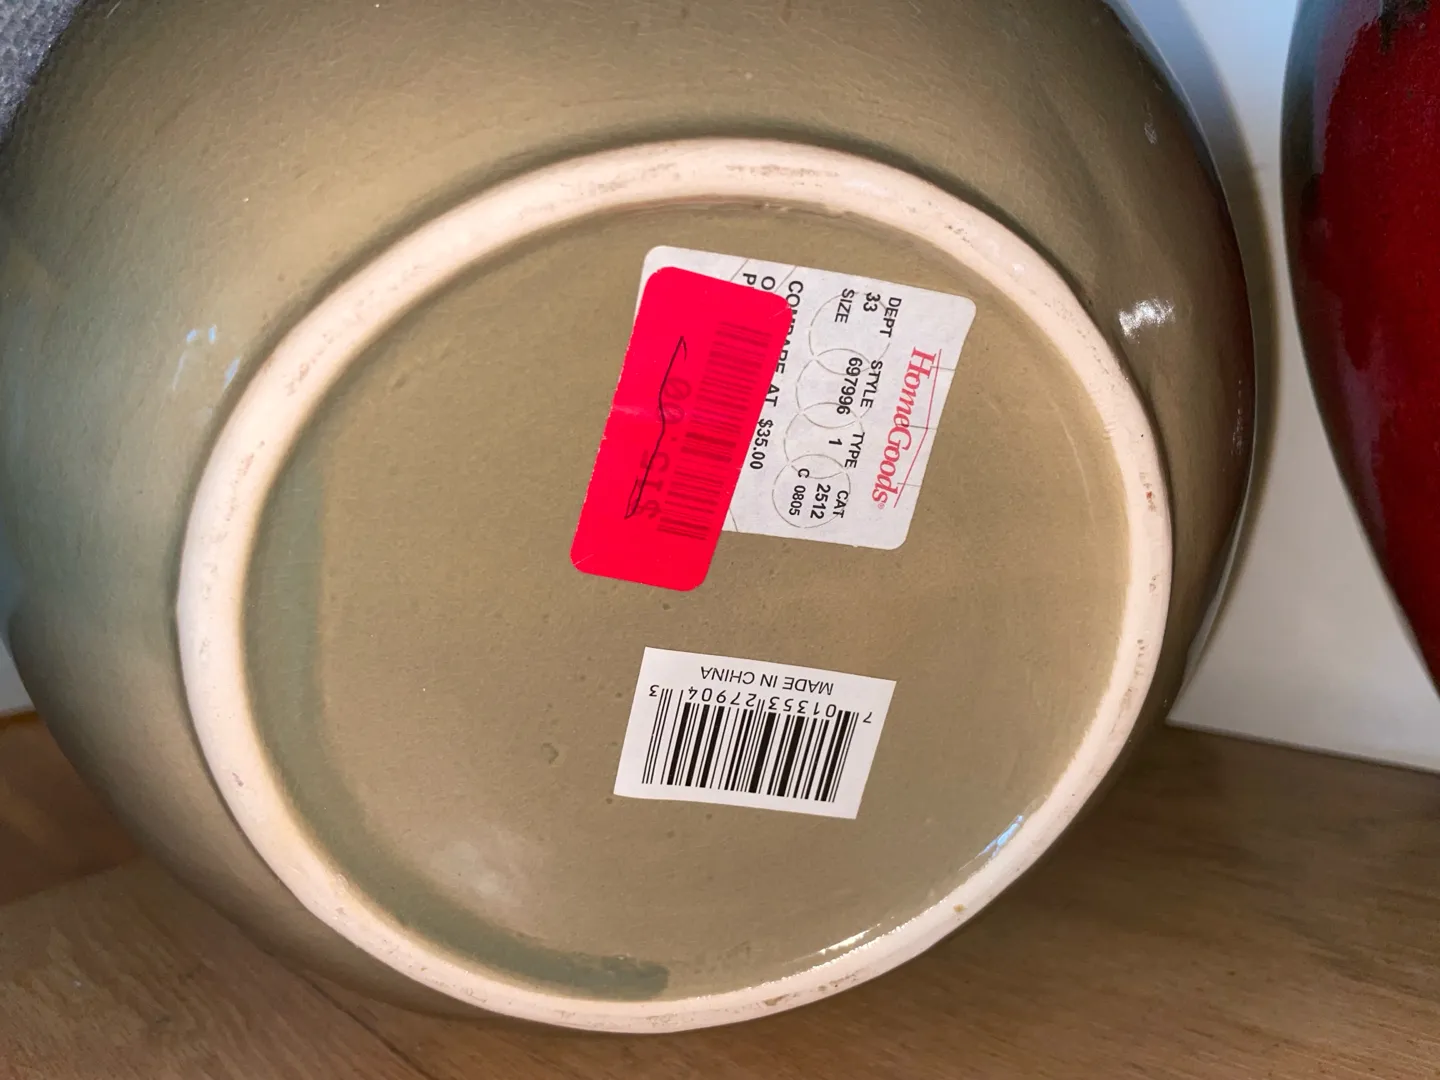 HomeGoods®
DEPT STYLE TYPE CAT
33 697996 1 2512
SIZE C 0805
COMPARE AT $35.00
$15.00
MADE IN CHINA
7 01353 27904 3